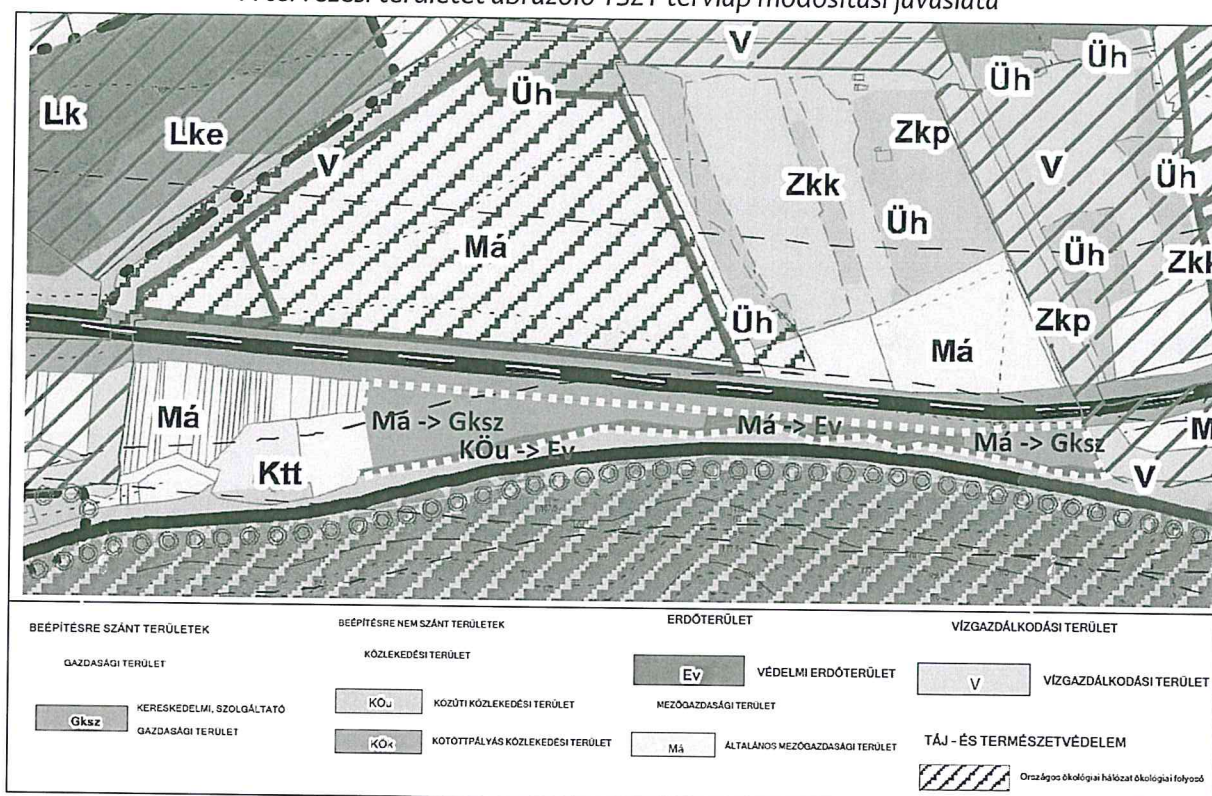 A tervezési területet ábrázoló TSZT tervlap módosítási javaslata
V
Üh
Üh
Üh
Lk
Lke
V
Zkp
V
Üh
Zkk
Üh
Má
Üh
Zkk
Üh
Má
Zkp
Má
Má -> Gksz
Má -> Ev
Má -> Gksz
KÖu -> Ev
Ktt
V
BEÉPÍTÉSRE SZÁNT TERÜLETEK
GAZDASÁGI TERÜLET
Gksz
KERESKEDELMI, SZOLGÁLTATÓ
GAZDASÁGI TERÜLET
BEÉPÍTÉSRE NEM SZÁNT TERÜLETEK
KÖZLEKEDÉSI TERÜLET
KÖu
KÖZÚTI KÖZLEKEDÉSI TERÜLET
KÖk
KÖTÖTTPÁLYÁS KÖZLEKEDÉSI TERÜLET
ERDŐTERÜLET
Ev
VÉDELMI ERDŐTERÜLET
MEZŐGAZDASÁGI TERÜLET
Má
ÁLTALÁNOS MEZŐGAZDASÁGI TERÜLET
VÍZGAZDÁLKODÁSI TERÜLET
V
VÍZGAZDÁLKODÁSI TERÜLET
TÁJ - ÉS TERMÉSZETVÉDELEM
Országos ökológiai hálózat ökológiai folyosó